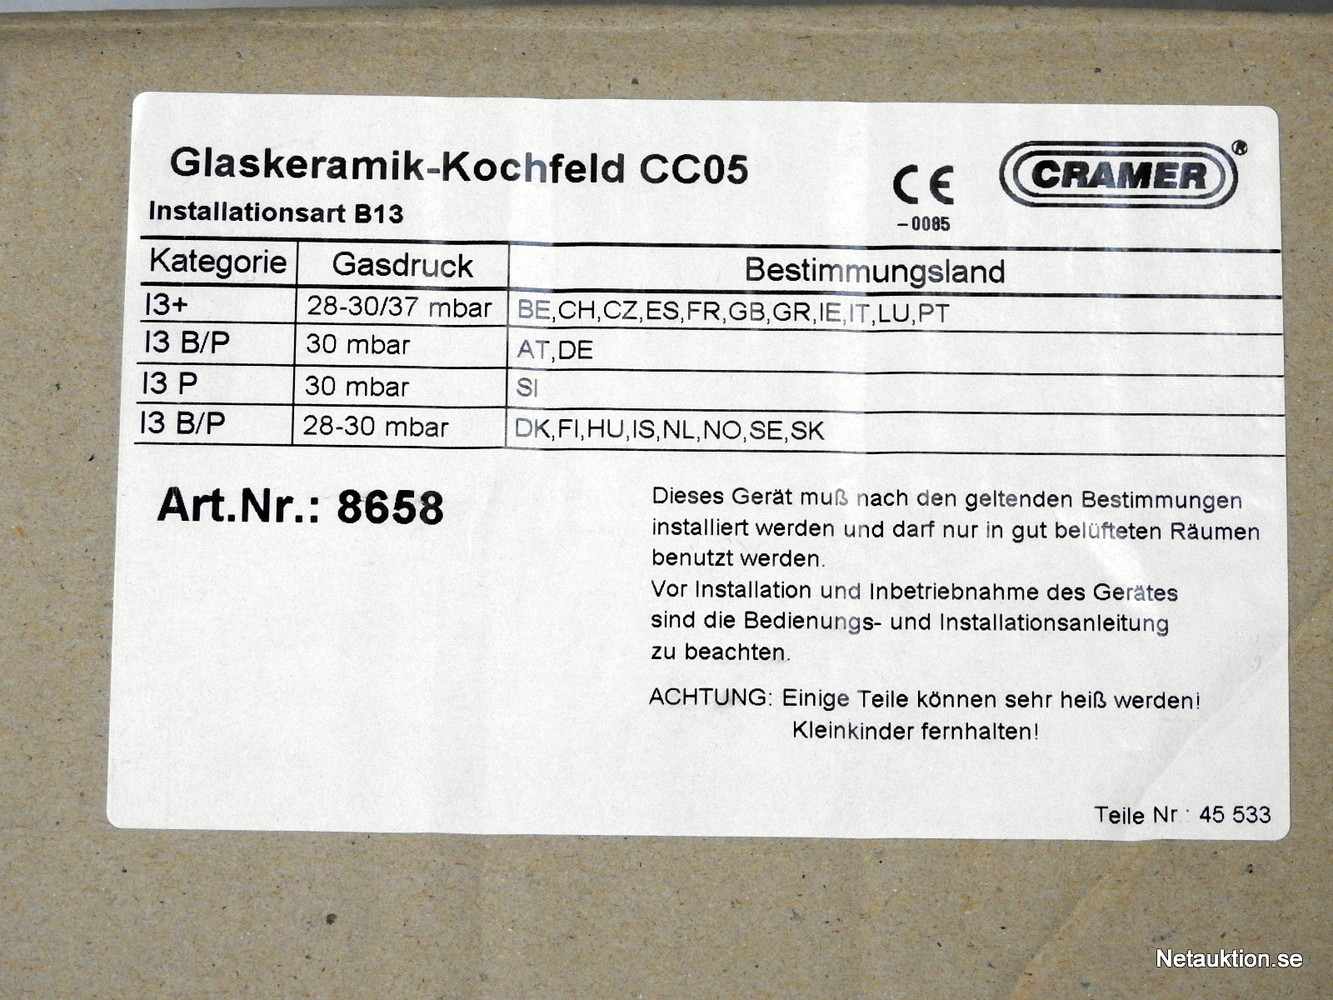 Glaskeramik-Kochfeld CC05
CE
-0085
CRAMER®
Installationsart B13
Kategorie Gasdruck Bestimmungsland
I3+ 28-30/37 mbar BE,CH,CZ,ES,FR,GB,GR,IE,IT,LU,PT
I3 B/P 30 mbar AT,DE
I3 P 30 mbar SI
I3 B/P 28-30 mbar DK,FI,HU,IS,NL,NO,SE,SK
Art.Nr.: 8658
Dieses Gerät muß nach den geltenden Bestimmungen
installiert werden und darf nur in gut belüfteten Räumen
benutzt werden.
Vor Installation und Inbetriebnahme des Gerätes
sind die Bedienungs- und Installationsanleitung
zu beachten.
ACHTUNG: Einige Teile können sehr heiß werden!
Kleinkinder fernhalten!
Teile Nr.: 45 533
Netauktion.se